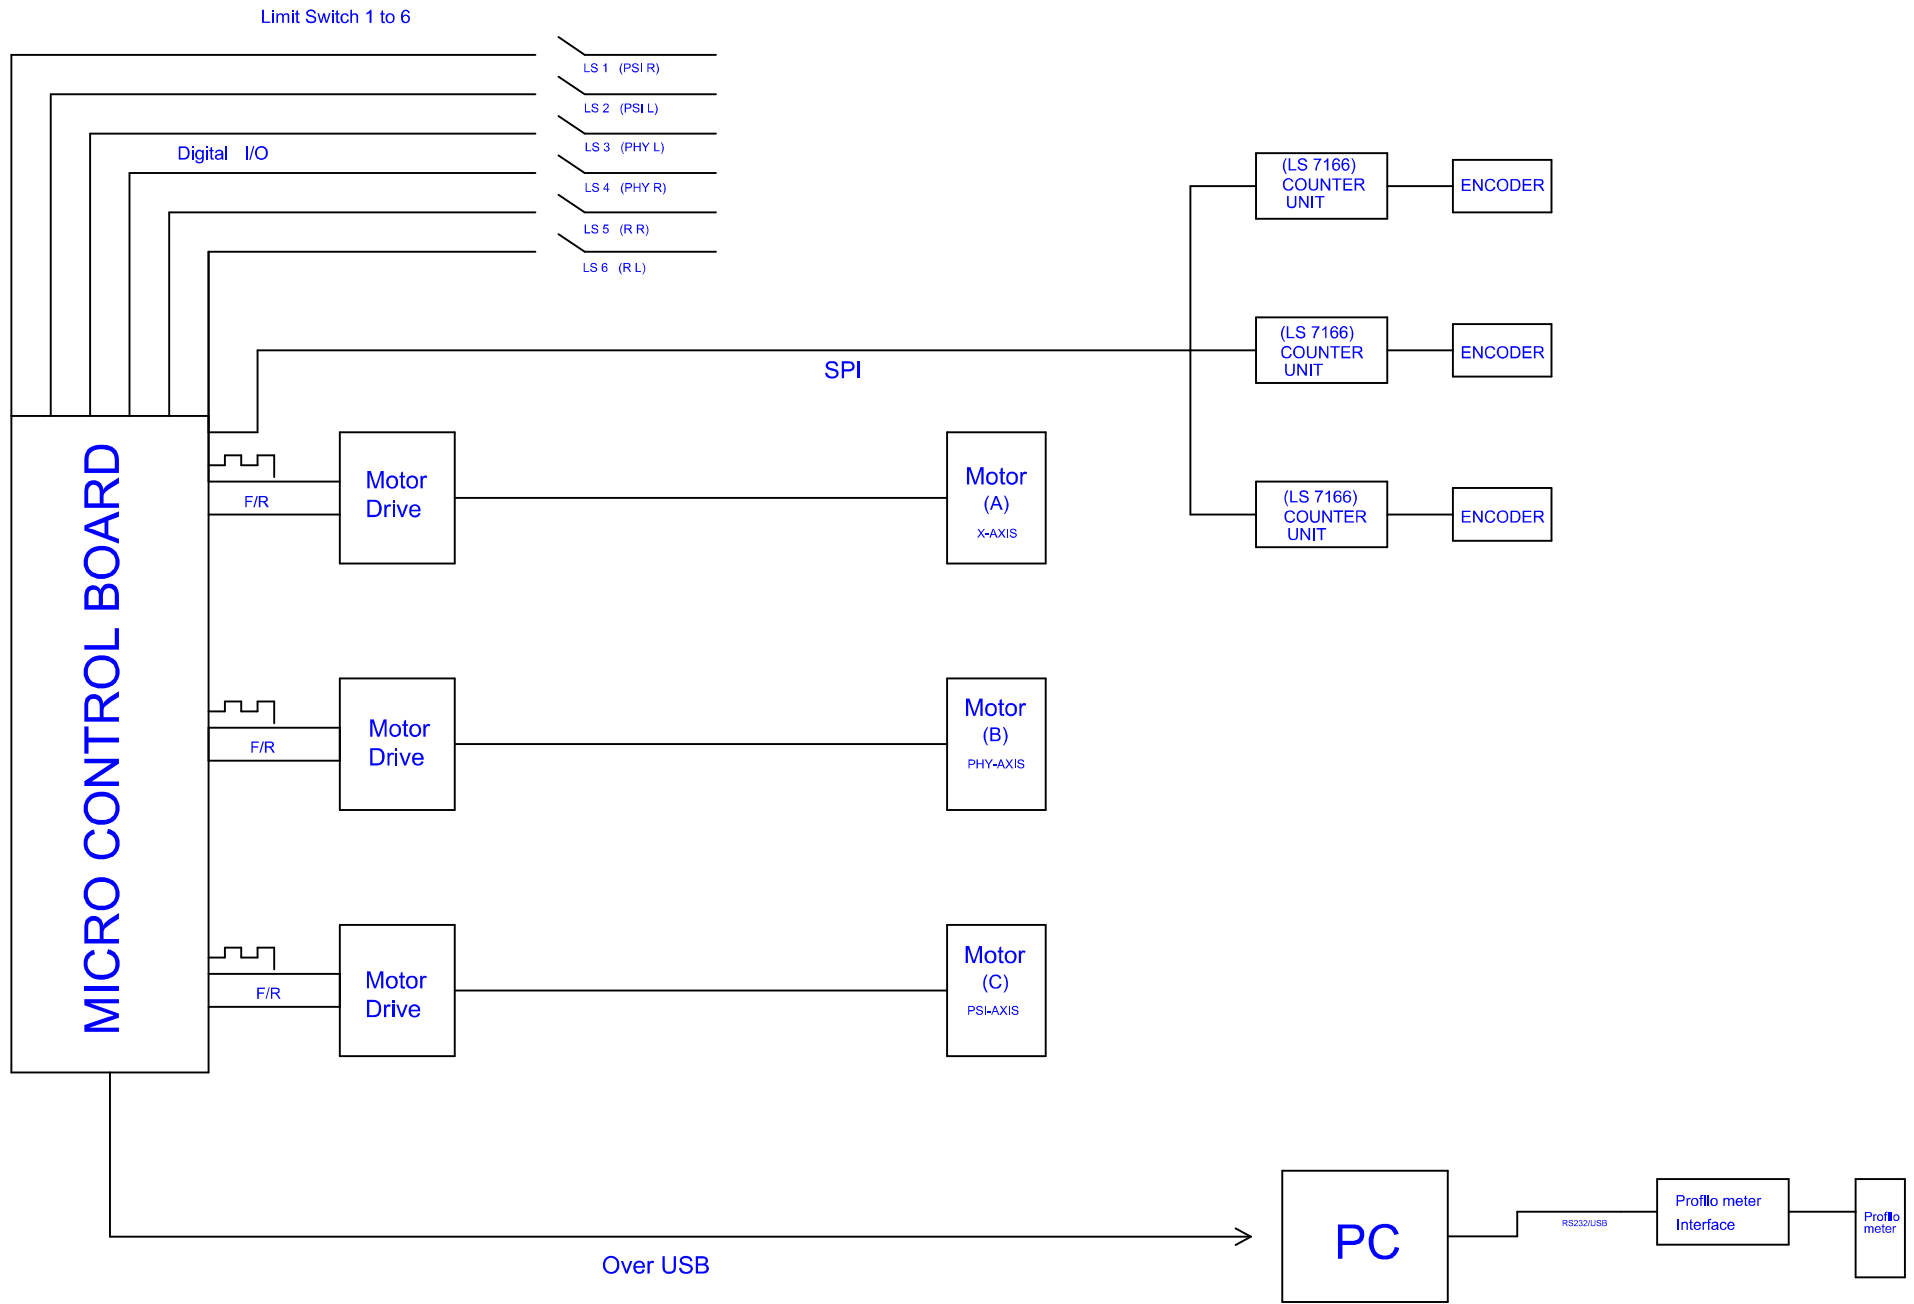 Limit Switch 1 to 6
LS 1 (PSI R)
LS 2 (PSI L)
LS 3 (PHY L)
Digital I/O
LS 4 (PHY R)
LS 5 (R R)
LS 6 (R L)
(LS 7166)
COUNTER
UNIT
ENCODER
(LS 7166)
COUNTER
UNIT
ENCODER
SPI
(LS 7166)
COUNTER
UNIT
ENCODER
MICRO CONTROL BOARD
F/R
Motor
Drive
Motor
(A)
X-AXIS
F/R
Motor
Drive
Motor
(B)
PHY-AXIS
F/R
Motor
Drive
Motor
(C)
PSI-AXIS
Over USB
PC
RS232/USB
Profilo meter
Interface
Profilo
meter